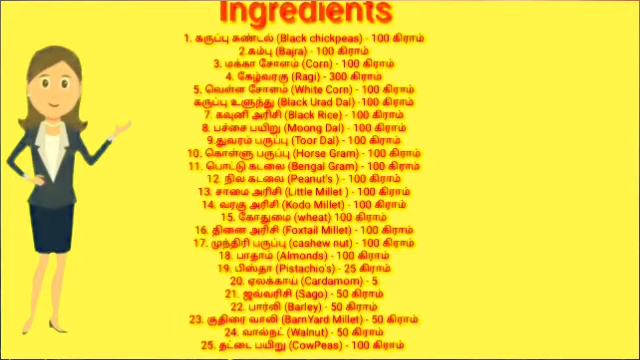 Ingredients
1. கருப்பு சுண்டல் (Black chickpeas) - 100 கிராம்
2.கம்பு (Bajra) - 100 கிராம்
3. மக்கா சோளம் (Corn) - 100 கிராம்
4. கேழ்வரகு (Ragi) - 300 கிராம்
5. வெள்ள சோளம் (White Corn) - 100 கிராம்
கருப்பு உளுந்து (Black Urad Dal) -100 கிராம்
7. கவுனி அரிசி (Black Rice) - 100 கிராம்
8. பச்சை பயிறு (Moong Dal) - 100 கிராம்
9.துவரம் பருப்பு (Toor Dal) - 100 கிராம்
10. கொள்ளு பருப்பு (Horse Gram) - 100 கிராம்
11. பொட்டு கடலை (Bengal Gram) - 100 கிராம்
12. நில கடலை (Peanut's ) - 100 கிராம்
13. சாமை அரிசி (Little Millet ) - 100 கிராம்
14. வரகு அரிசி (Kodo Millet) - 100 கிராம்
15. கோதுமை (wheat) 100 கிராம்
16. தினை அரிசி (Foxtail Millet) - 100 கிராம்
17. முந்திரி பருப்பு (cashew nut) - 100 கிராம்
18. பாதாம் (Almonds) - 100 கிராம்
19. பிஸ்தா (Pistachio's) - 25 கிராம்
20. ஏலக்காய் (Cardamom) - 5
21. ஜவ்வரிசி (Sago) - 50 கிராம்
22. பார்லி (Barley) - 50 கிராம்
23. குதிரை வாலி (BarnYard Millet) - 50 கிராம்
24. வால்நட் (Walnut) - 50 கிராம்
25. தட்டை பயிறு (CowPeas) - 100 கிராம்